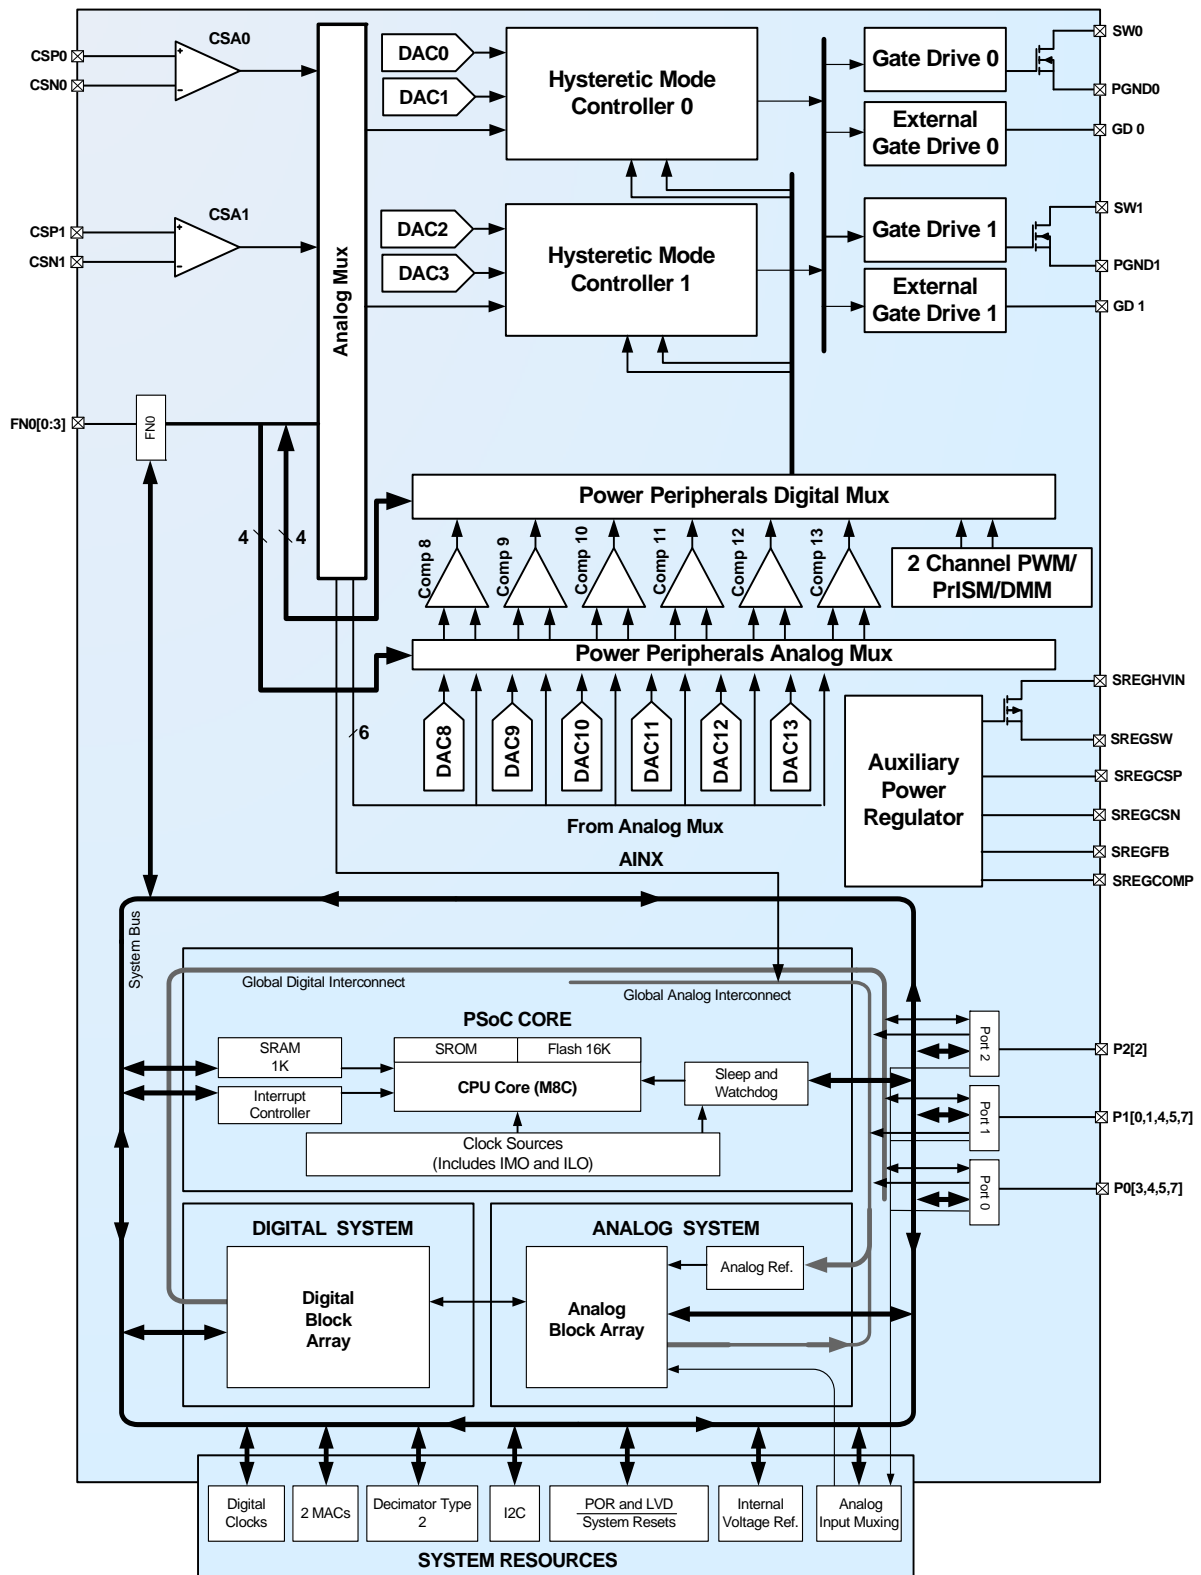 CSP0
CSN0
CSA0
CSP1
CSN1
CSA1
FN0[0:3]
FN0
Analog Mux
DAC0
DAC1
Hysteretic Mode
Controller 0
DAC2
DAC3
Hysteretic Mode
Controller 1
Gate Drive 0
External
Gate Drive 0
Gate Drive 1
External
Gate Drive 1
SW0
PGND0
GD 0
SW1
PGND1
GD 1
4
4
Power Peripherals Digital Mux
Comp 8
Comp 9
Comp 10
Comp 11
Comp 12
Comp 13
2 Channel PWM/
PrISM/DMM
Power Peripherals Analog Mux
6
DAC8
DAC9
DAC10
DAC11
DAC12
DAC13
From Analog Mux
AINX
Auxiliary
Power
Regulator
SREGHVIN
SREGSW
SREGCSP
SREGCSN
SREGFB
SREGCOMP
System Bus
Global Digital Interconnect
Global Analog Interconnect
PSoC CORE
SRAM
1K
Interrupt
Controller
SROM
Flash 16K
CPU Core (M8C)
Sleep and
Watchdog
Clock Sources
(Includes IMO and ILO)
Port 2
P2[2]
Port 1
P1[0,1,4,5,7]
Port 0
P0[3,4,5,7]
DIGITAL SYSTEM
Digital
Block
Array
ANALOG SYSTEM
Analog
Block Array
Analog Ref.
Digital
Clocks
2 MACs
Decimator Type
2
I2C
POR and LVD
System Resets
Internal
Voltage Ref.
Analog
Input Muxing
SYSTEM RESOURCES